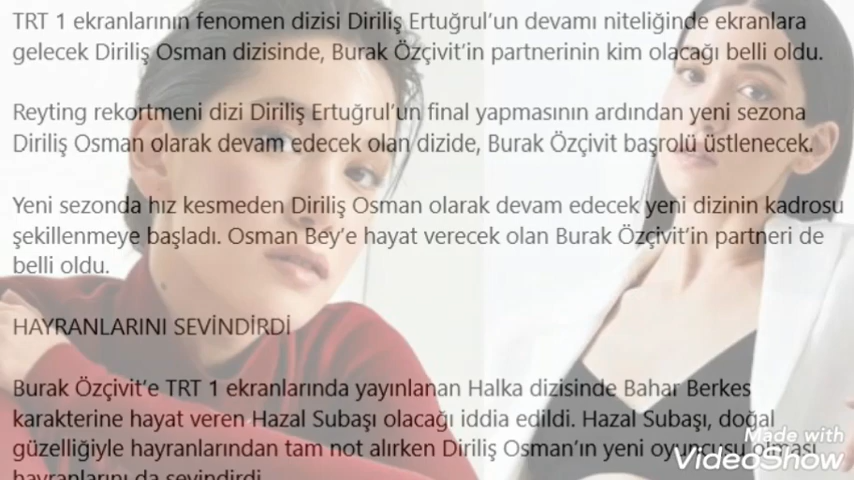 TRT 1 ekranlarının fenomen dizisi Diriliş Ertuğrul'un devamı niteliğinde ekranlara
gelecek Diriliş Osman dizisinde, Burak Özçivit'in partnerinin kim olacağı belli oldu.
Reyting rekortmeni dizi Diriliş Ertuğrul'un final yapmasının ardından yeni sezona
Diriliş Osman olarak devam edecek olan dizide, Burak Özçivit başrolü üstlenecek.
Yeni sezonda hız kesmeden Diriliş Osman olarak devam edecek yeni dizinin kadrosu
şekillenmeye başladı. Osman Bey'e hayat verecek olan Burak Özçivit'in partneri de
belli oldu.
HAYRANLARINI SEVİNDİRDİ
Burak Özçivit'e TRT 1 ekranlarında yayınlanan Halka dizisinde Bahar Berkes
karakterine hayat veren Hazal Subaşı olacağı iddia edildi. Hazal Subaşı, doğal
güzelliğiyle hayranlarından tam not alırken Diriliş Osman'ın yeni oyuncusu olması
hayranlarını da sevindirdi
Made with
VideoShow